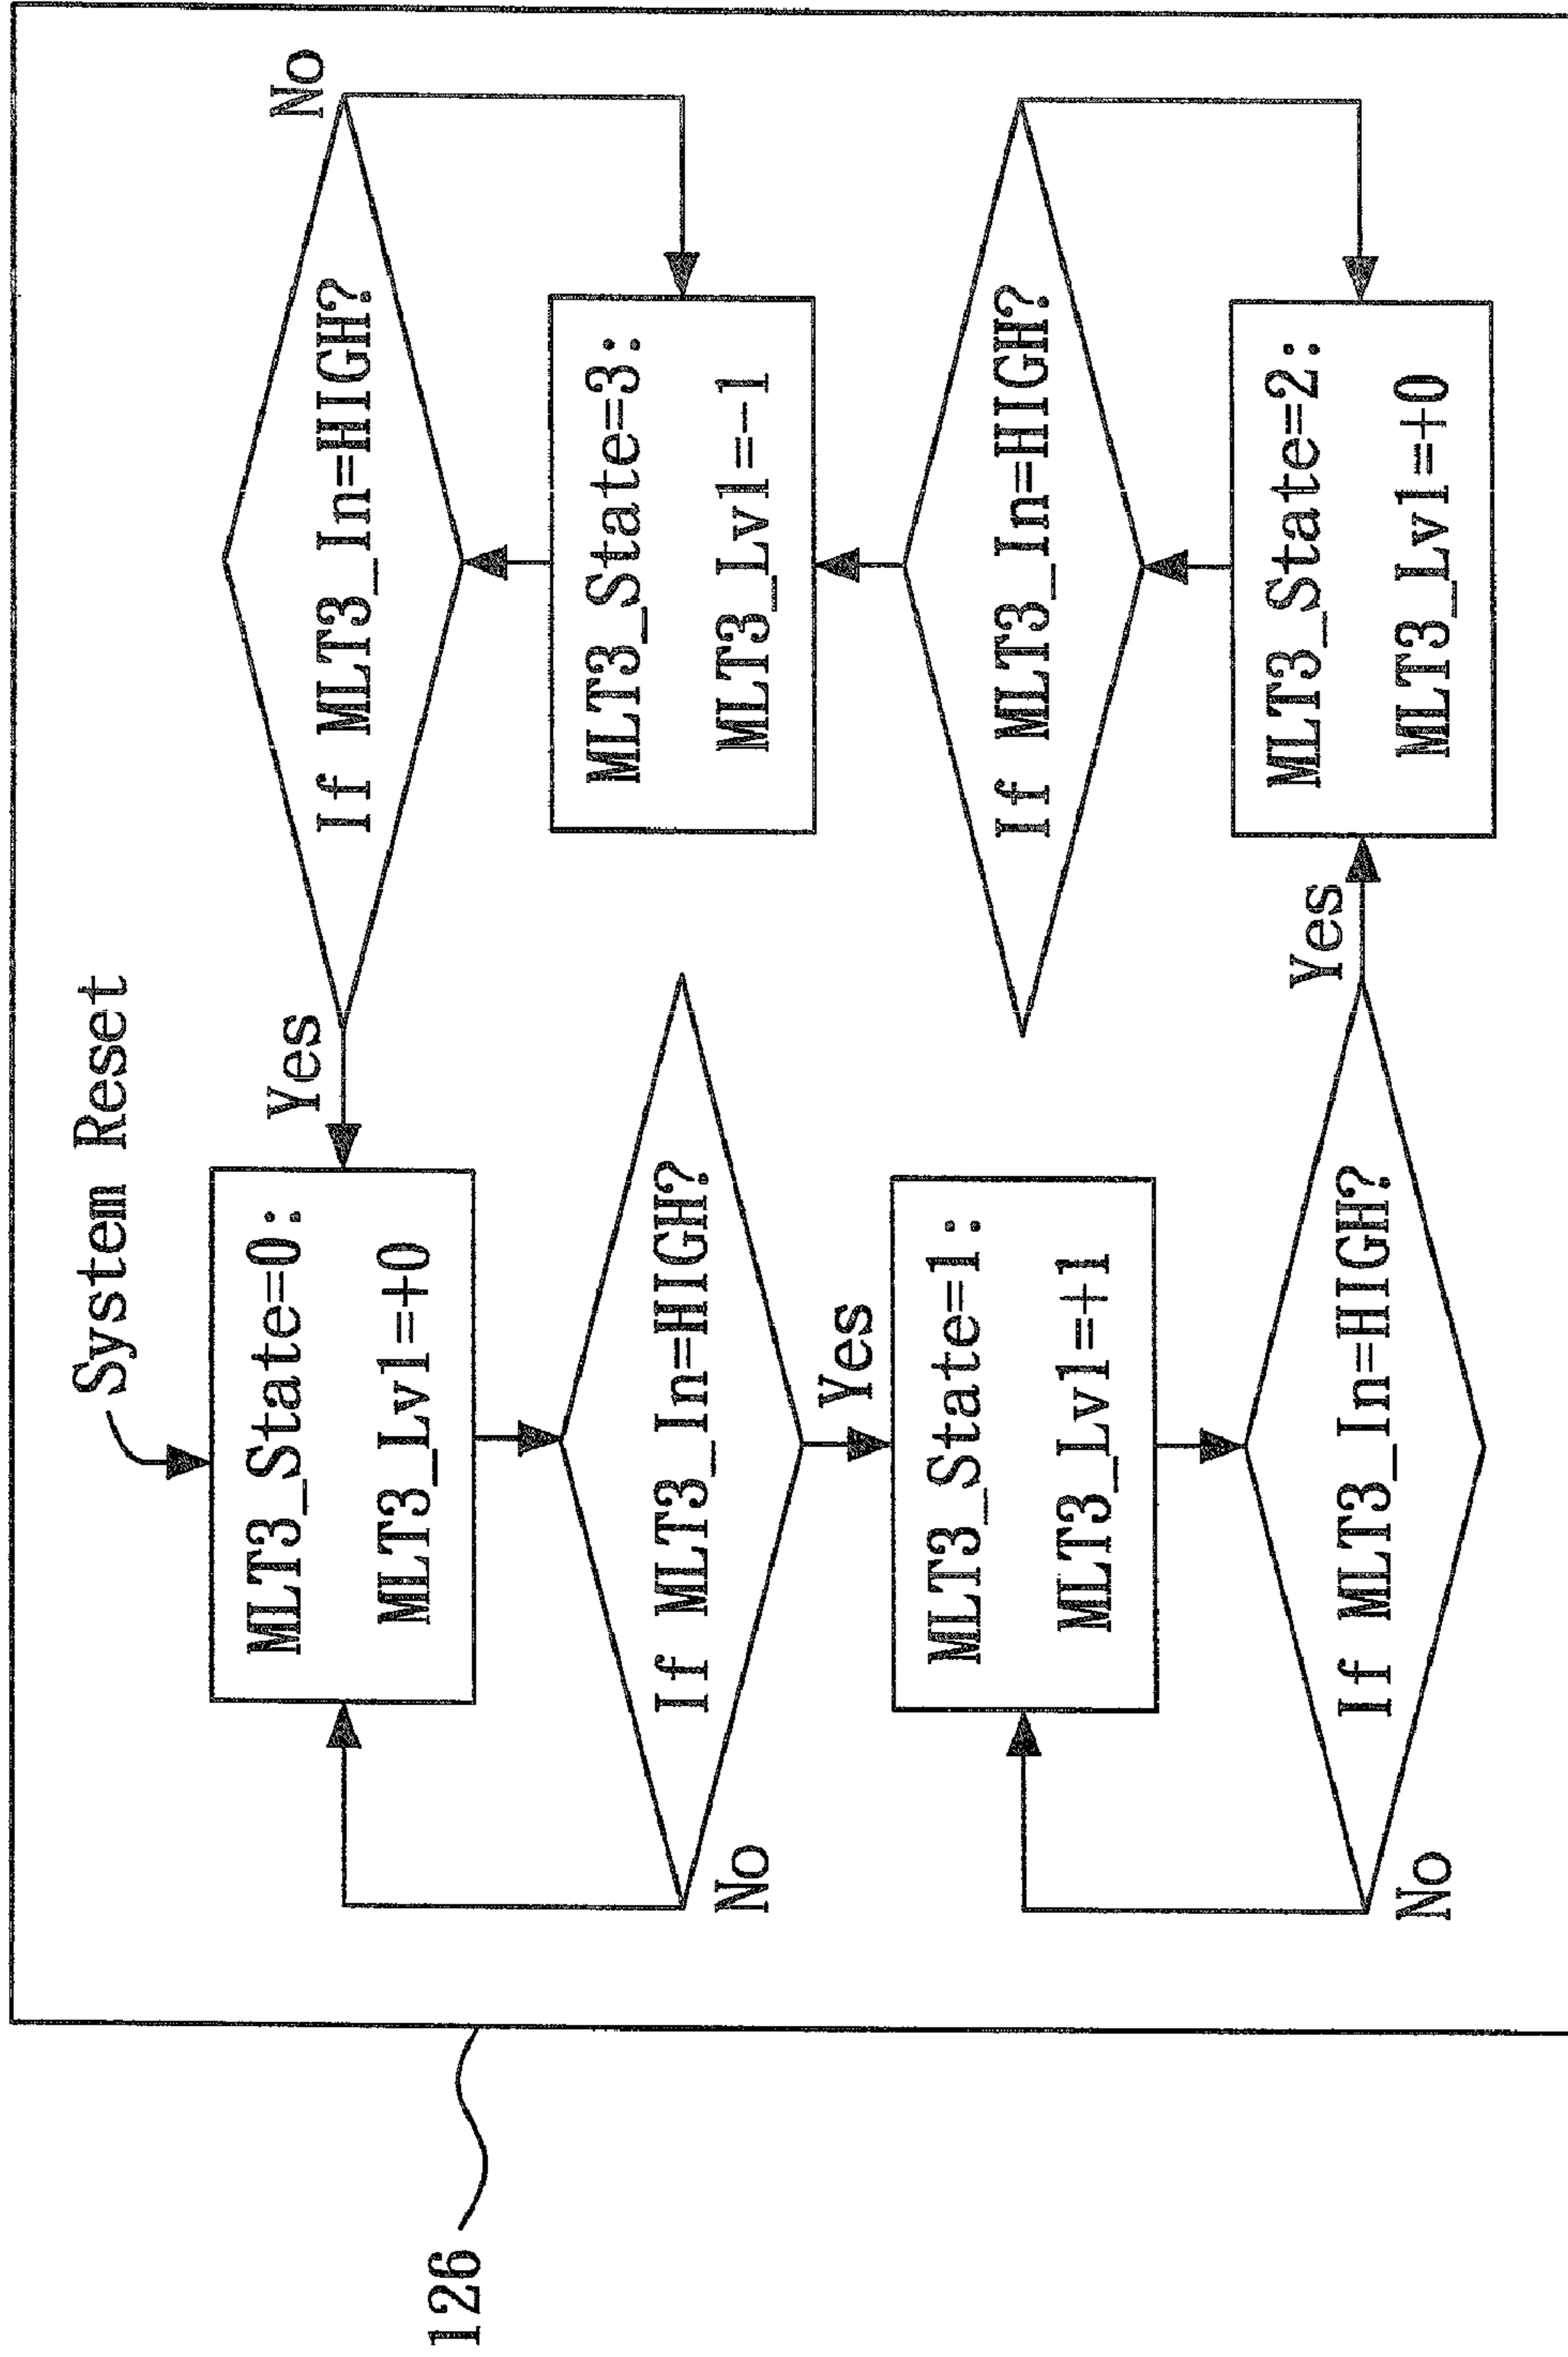 System Reset
MLT3_State=0:
MLT3_Lvl=+0
Yes
If MLT3_In=HIGH?
No
If MLT3_In=HIGH?
No
Yes
MLT3_State=3:
MLT3_Lvl=-1
MLT3_State=1:
MLT3_Lvl=+1
If MLT3_In=HIGH?
If MLT3_In=HIGH?
No
Yes
MLT3_State=2:
MLT3_Lvl=+0
126